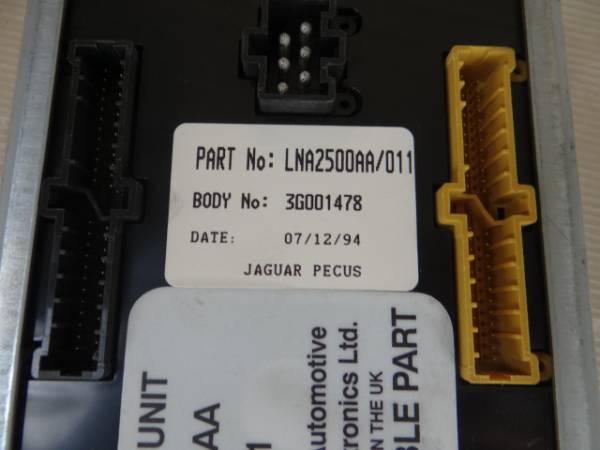 PART No: LNA2500AA/011
BODY No: 3G001478
DATE: 07/12/94
JAGUAR PECUS
UNIT
AA
1
Automotive
tronics Ltd.
N THE UK
BLE PART